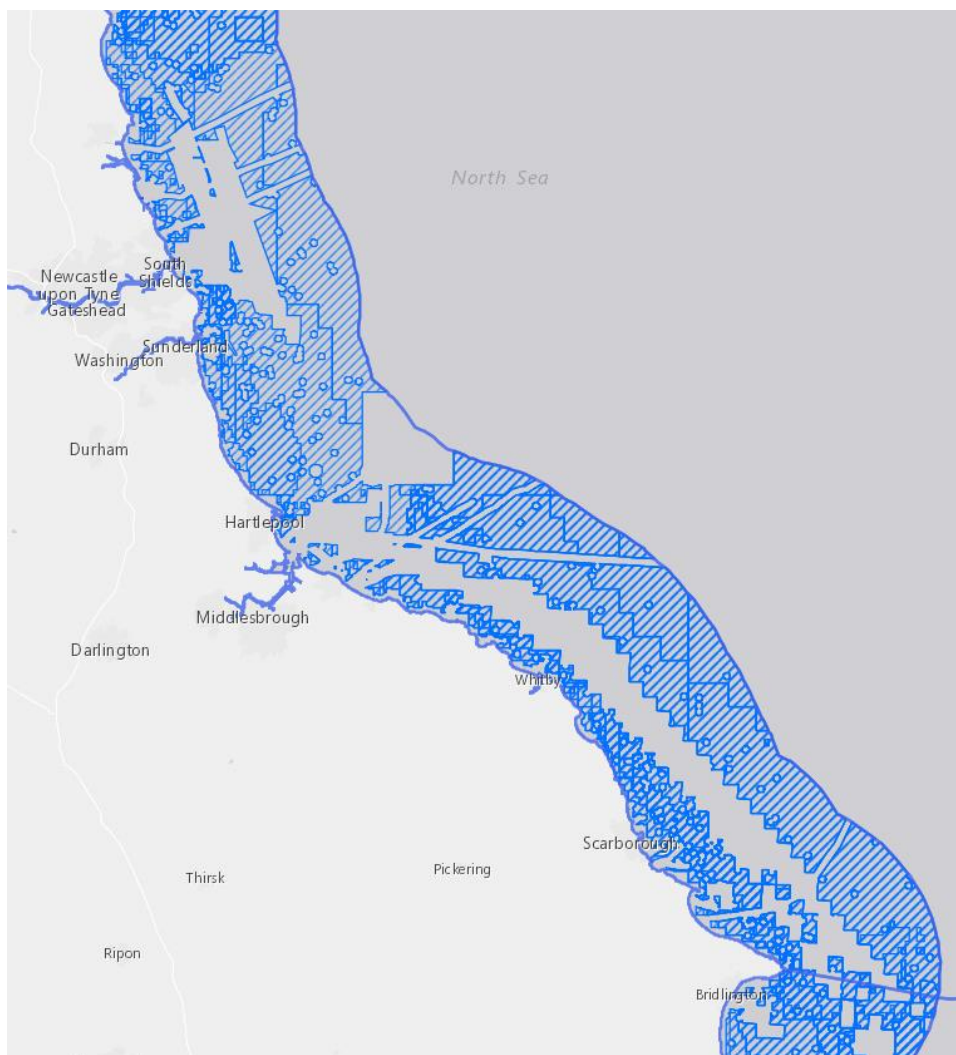 North Sea
South
Shields
Newcastle
upon Tyne
Gateshead
Sunderland
Washington
Durham
Hartlepool
Middlesbrough
Darlington
Whitby
Scarborough
Pickering
Thirsk
Ripon
Bridlington